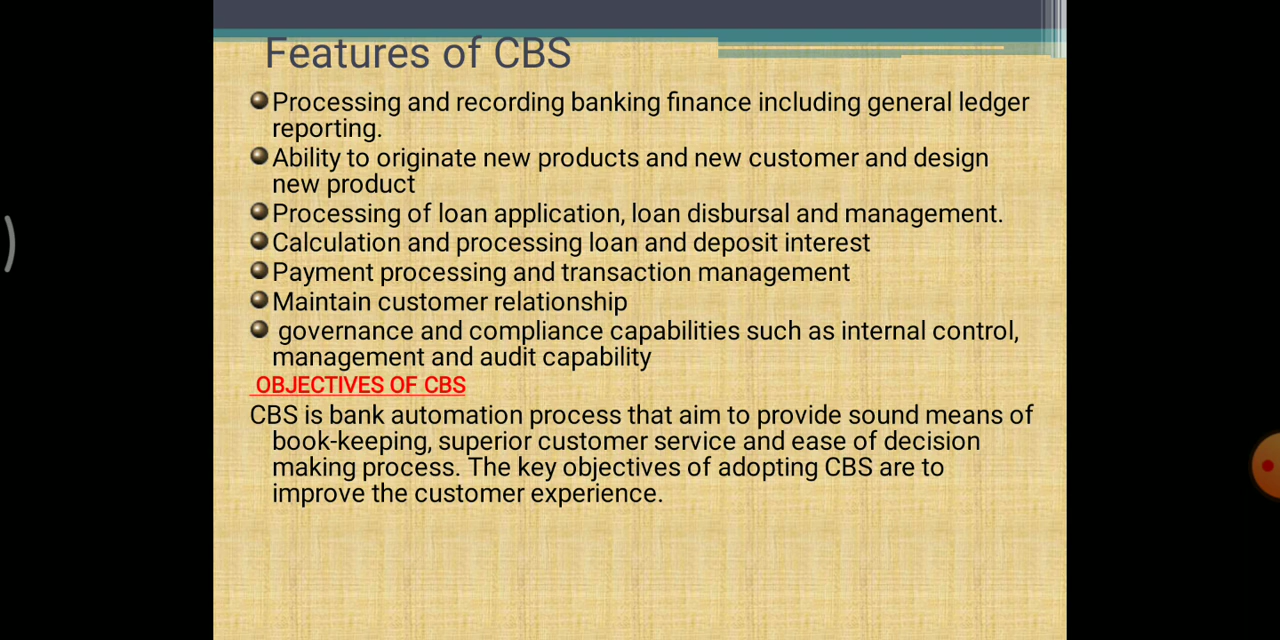 Features of CBS
Processing and recording banking finance including general ledger
reporting.
Ability to originate new products and new customer and design
new product
Processing of loan application, loan disbursal and management.
Calculation and processing loan and deposit interest
Payment processing and transaction management
Maintain customer relationship
governance and compliance capabilities such as internal control,
management and audit capability
OBJECTIVES OF CBS
CBS is bank automation process that aim to provide sound means of
book-keeping, superior customer service and ease of decision
making process. The key objectives of adopting CBS are to
improve the customer experience.